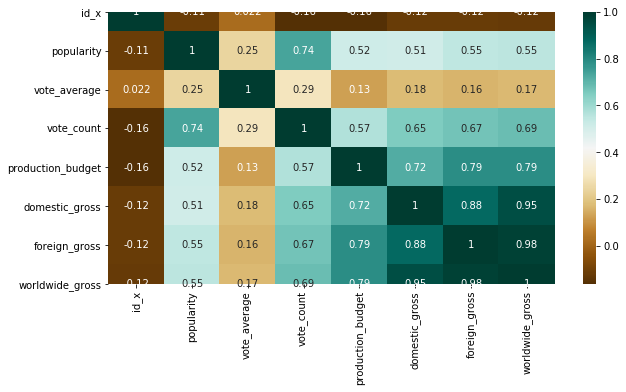 id_x 1 -0.11 0.022 -0.16 -0.16 -0.12 -0.12 -0.12 1.0
popularity -0.11 1 0.25 0.74 0.52 0.51 0.55 0.55
vote_average 0.022 0.25 1 0.29 0.13 0.18 0.16 0.17 0.8
vote_count -0.16 0.74 0.29 1 0.57 0.65 0.67 0.69 0.6
production_budget -0.16 0.52 0.13 0.57 1 0.72 0.79 0.79 0.4
domestic_gross -0.12 0.51 0.18 0.65 0.72 1 0.88 0.95 0.2
foreign_gross -0.12 0.55 0.16 0.67 0.79 0.88 1 0.98 0.0
worldwide_gross -0.12 0.55 0.17 0.69 0.79 0.95 0.98 1
id_x
popularity
vote_average
vote_count
production_budget
domestic_gross
foreign_gross
worldwide_gross